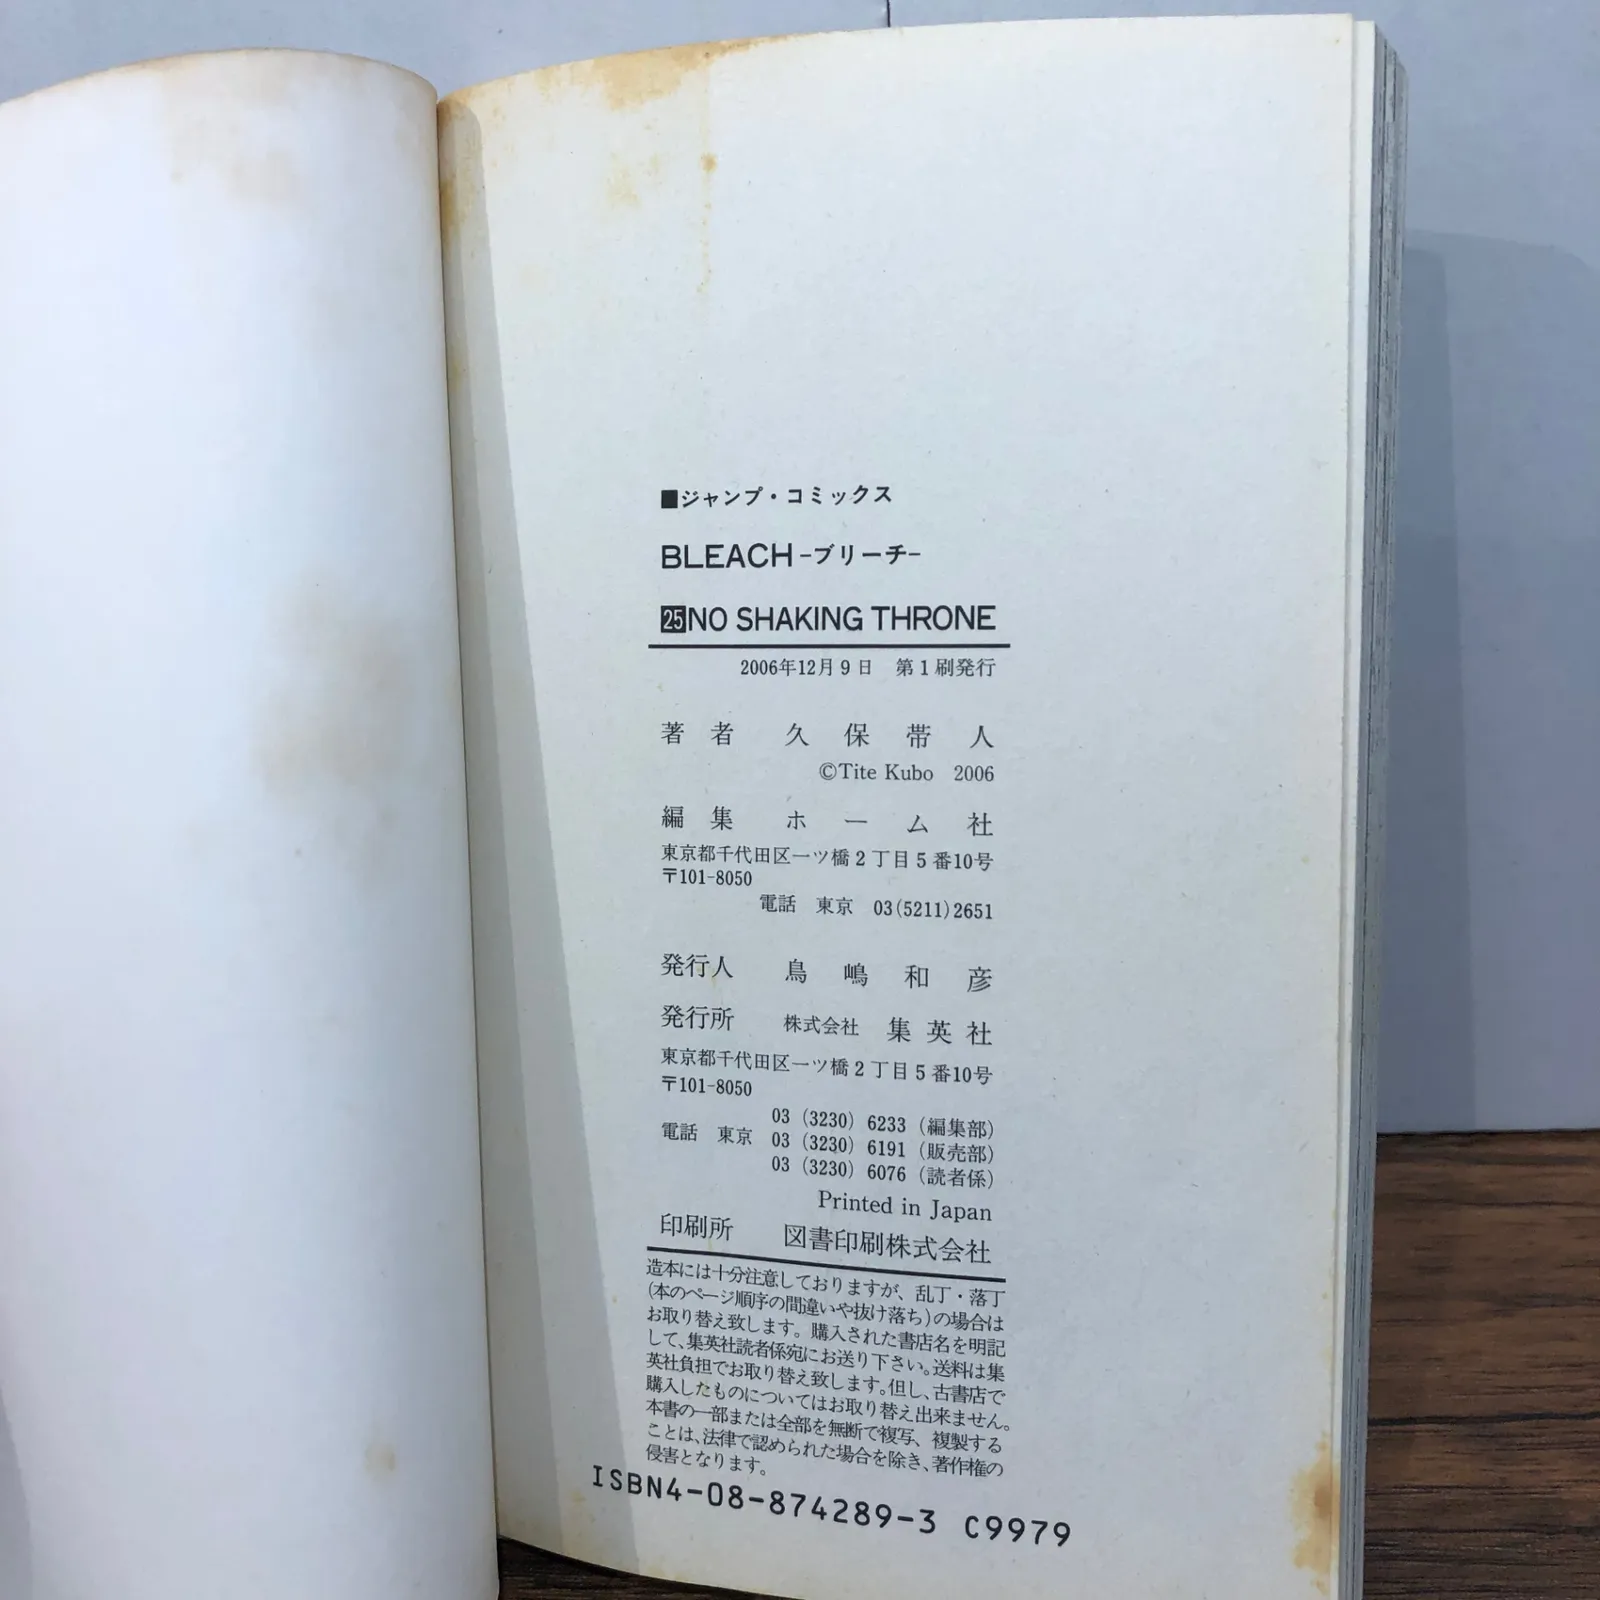 ■ジャンプ・コミックス
BLEACH-ブリーチ-
25NO SHAKING THRONE
2006年12月9日 第1刷発行
著者 久保帯人
©Tite Kubo 2006
編集 ホーム社
東京都千代田区一ツ橋2丁目5番10号
〒101-8050
電話 東京 03(5211)2651
発行人 鳥嶋和彦
発行所 株式会社 集英社
東京都千代田区一ツ橋2丁目5番10号
〒101-8050
03 (3230) 6233 (編集部)
電話 東京 03 (3230) 6191 (販売部)
03 (3230) 6076 (読者係)
Printed in Japan
印刷所 図書印刷株式会社
造本には十分注意しておりますが、乱丁・落丁
(本のページ順序の間違いや抜け落ち)の場合は
お取り替え致します。購入された書店名を明記
して、集英社読者係宛にお送り下さい。送料は集
英社負担でお取り替え致します。但し、古書店で
購入したものについてはお取り替え出来ません。
本書の一部または全部を無断で複写、複製する
ことは、法律で認められた場合を除き、著作権の
侵害となります。
ISBN4-08-874289-3 C9979